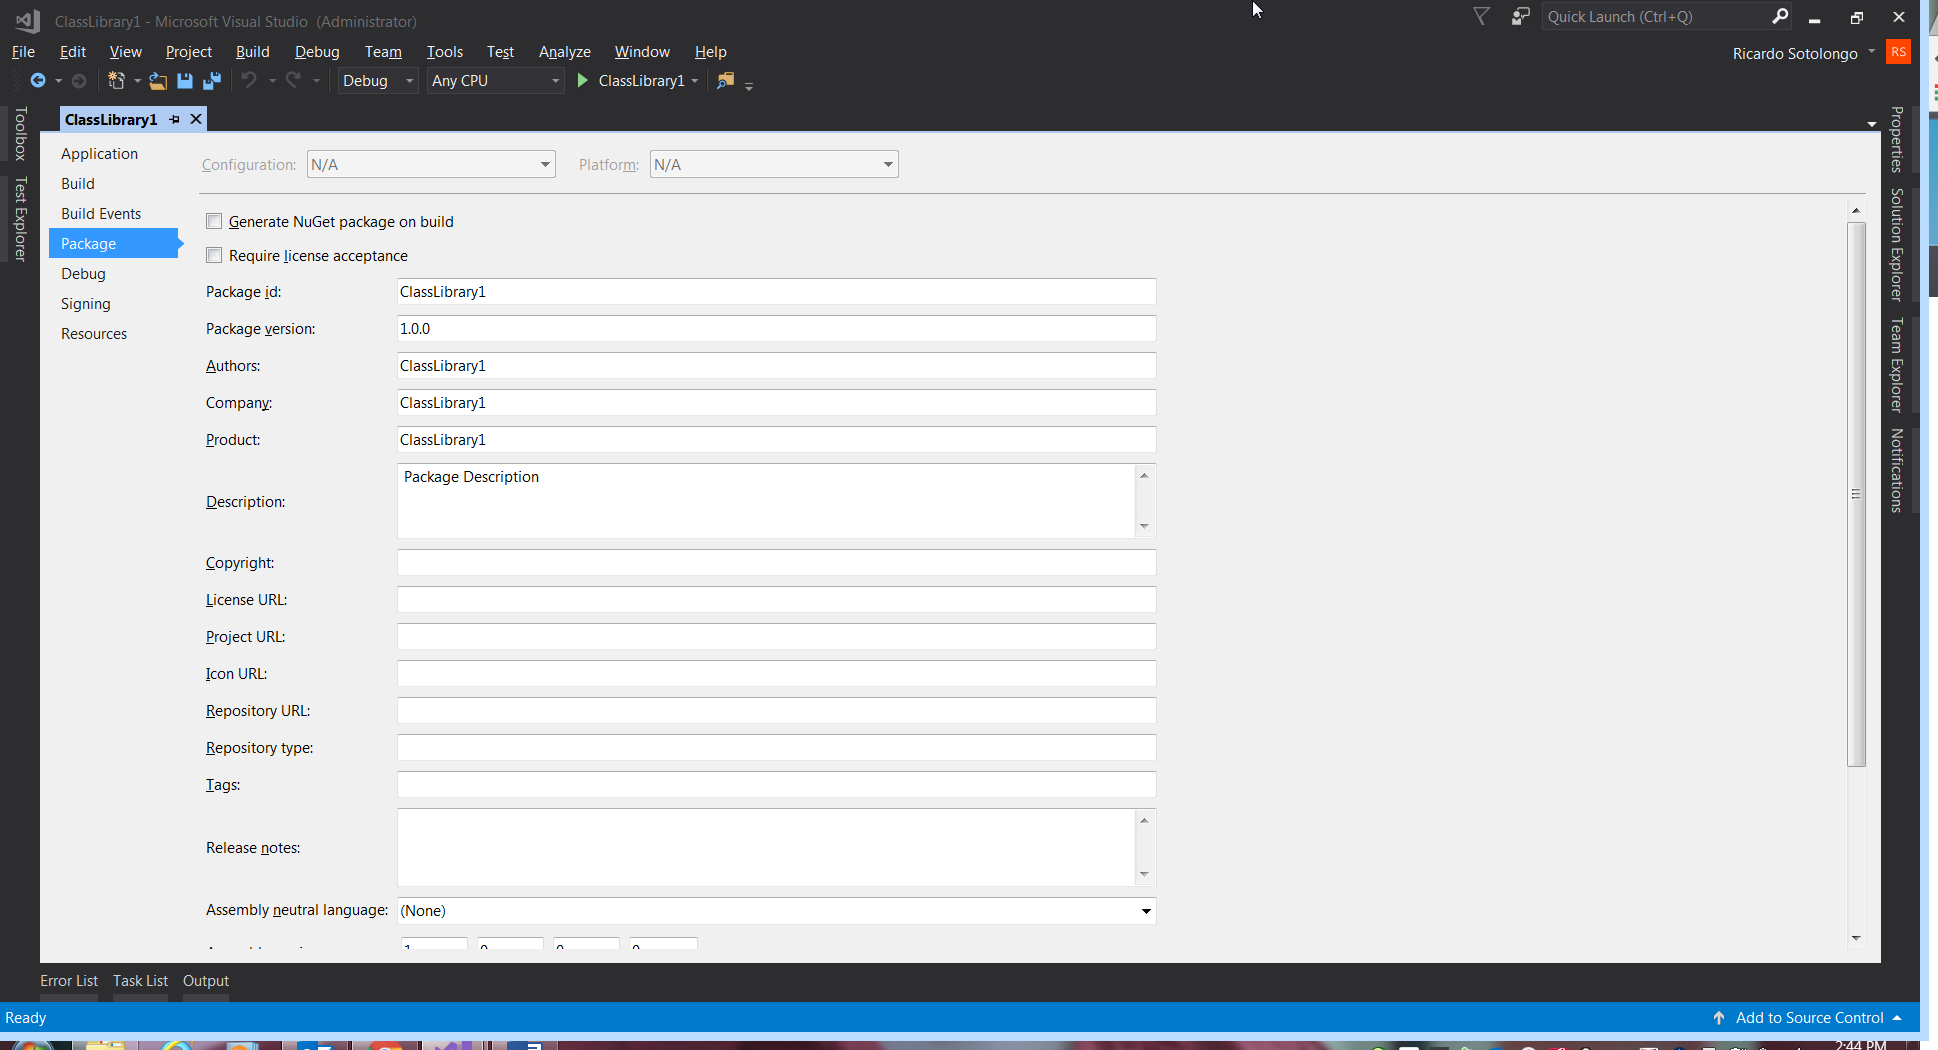 ClassLibrary1 - Microsoft Visual Studio (Administrator)
Quick Launch (Ctrl+Q)
File Edit View Project Build Debug Team Tools Test Analyze Window Help
Ricardo Sotolongo
RS
Debug
Any CPU
ClassLibrary1
Toolbox
Test Explorer
ClassLibrary1
Application
Build
Build Events
Package
Debug
Signing
Resources
Configuration: N/A
Platform: N/A
Generate NuGet package on build
Require license acceptance
Package id: ClassLibrary1
Package version: 1.0.0
Authors: ClassLibrary1
Company: ClassLibrary1
Product: ClassLibrary1
Description: Package Description
Copyright:
License URL:
Project URL:
Icon URL:
Repository URL:
Repository type:
Tags:
Release notes:
Assembly neutral language: (None)
Properties
Solution Explorer
Team Explorer
Notifications
Error List Task List Output
Ready
Add to Source Control
2:44 PM